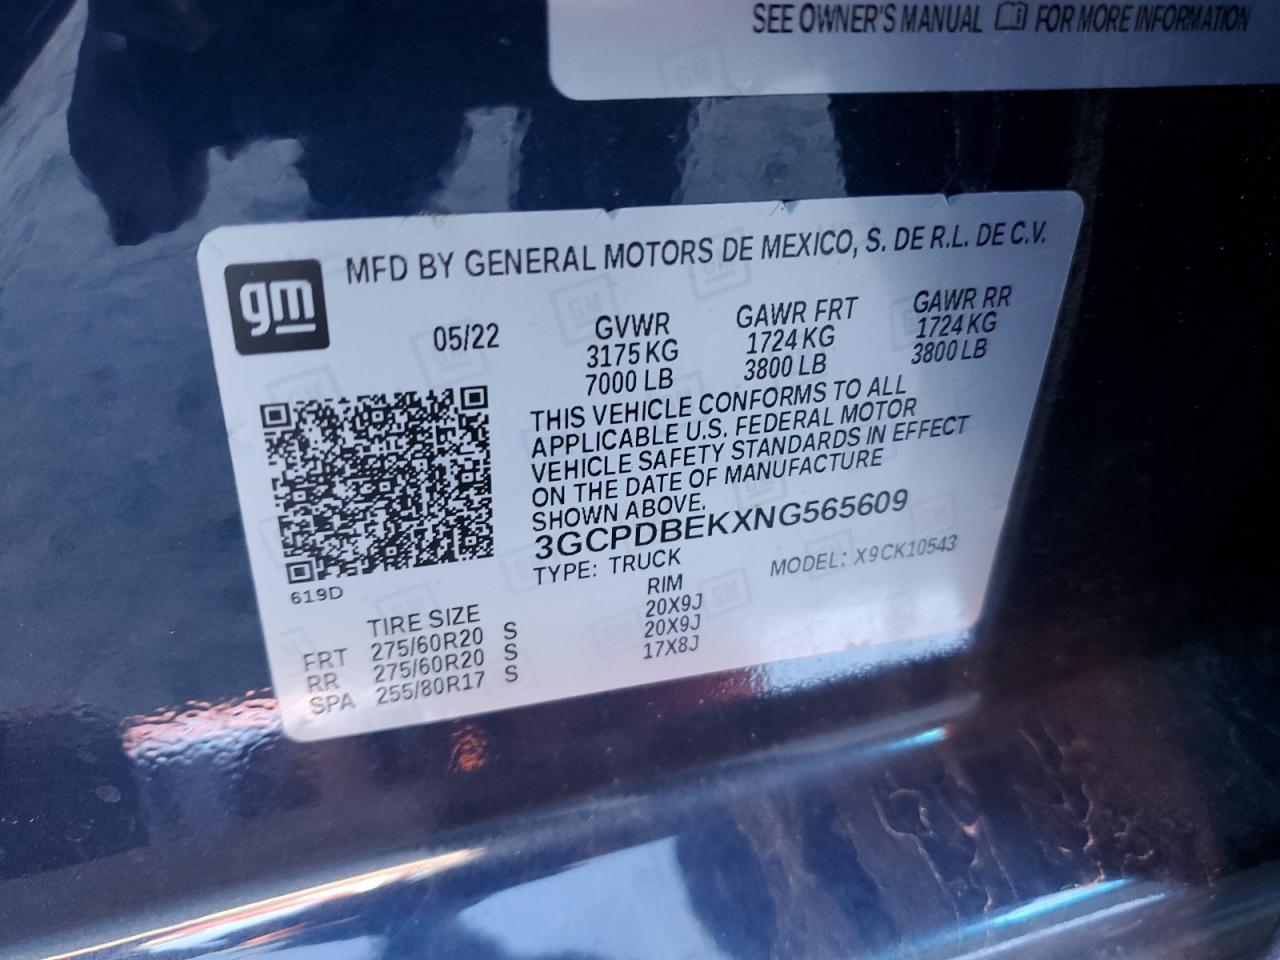 SEE OWNER'S MANUAL FOR MORE INFORMATION
MFD BY GENERAL MOTORS DE MEXICO, S. DE R.L. DE C.V.
gm
05/22
GVWR GAWR FRT GAWR RR
3175 KG 1724 KG 1724 KG
7000 LB 3800 LB 3800 LB
THIS VEHICLE CONFORMS TO ALL
APPLICABLE U.S. FEDERAL MOTOR
VEHICLE SAFETY STANDARDS IN EFFECT
ON THE DATE OF MANUFACTURE
SHOWN ABOVE.
3GCPDBEKXNG565609
TYPE: TRUCK MODEL: X9CK10543
619D
TIRE SIZE RIM
FRT 275/60R20 S 20X9J
RR 275/60R20 S 20X9J
SPA 255/80R17 S 17X8J